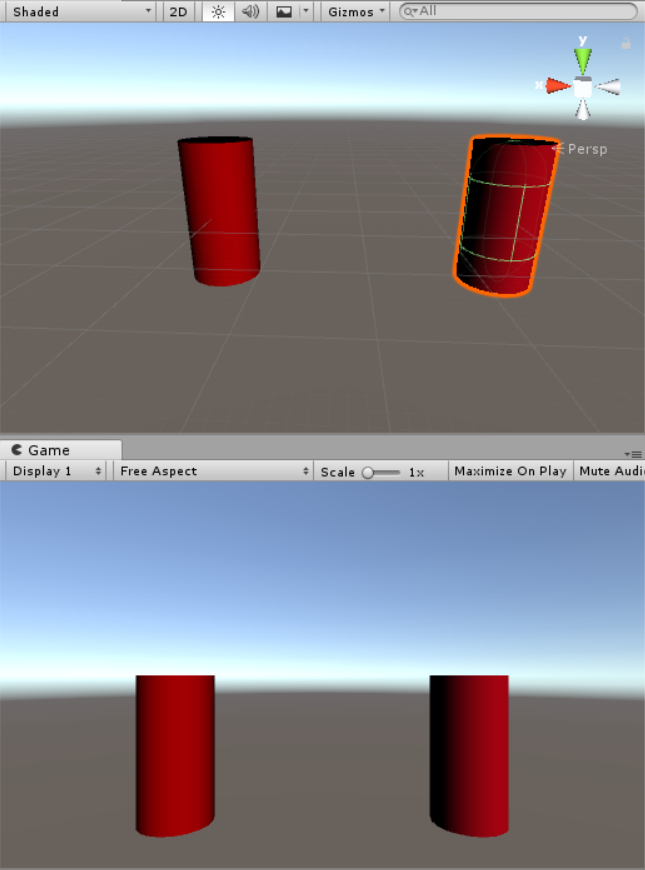 Shaded 2D Gizmos All
y
x
Persp
Game
Display 1 Free Aspect Scale 1x Maximize On Play Mute Audi